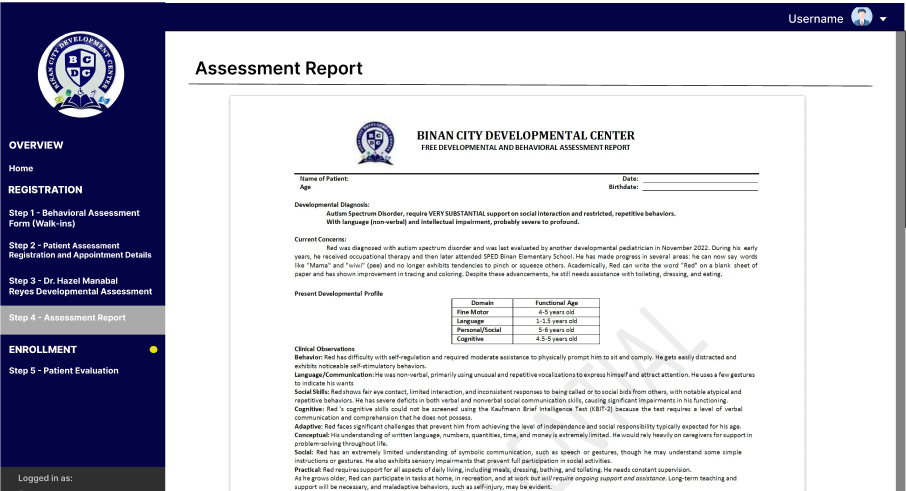 Username
BINAN CITY DEVELOPMENTAL CENTER
B C
D C
Assessment Report
OVERVIEW
Home
REGISTRATION
Step 1 - Behavioral Assessment
Form (Walk-ins)
Step 2 - Patient Assessment
Registration and Appointment Details
Step 3 - Dr. Hazel Manabal
Reyes Developmental Assessment
Step 4 - Assessment Report
ENROLLMENT
Step 5 - Patient Evaluation
Logged in as:
BINAN CITY DEVELOPMENTAL CENTER
FREE DEVELOPMENTAL AND BEHAVIORAL ASSESSMENT REPORT
Name of Patient: Date:
Age Birthdate:
Developmental Diagnosis:
Autism Spectrum Disorder, require VERY SUBSTANTIAL support on social interaction and restricted, repetitive behaviors.
With language (non-verbal) and intellectual impairment, probably severe to profound.
Current Concerns:
Red was diagnosed with autism spectrum disorder and was last evaluated by another developmental pediatrician in November 2022. During his early
years, he received occupational therapy and then later attended SPED Binan Elementary School. He has made progress in several areas: he can now say words
like "Mama" and "wiwi" (pee) and no longer exhibits tendencies to pinch or squeeze others. Academically, Red can write the word "Red" on a blank sheet of
paper and has shown improvement in tracing and coloring. Despite these advancements, he still needs assistance with toileting, dressing, and eating.
Present Developmental Profile
Domain Functional Age
Fine Motor 4-5 years old
Language 1-1.5 years old
Personal/Social 5-6 years old
Cognitive 4.5-5 years old
Clinical Observations
Behavior: Red has difficulty with self-regulation and required moderate assistance to physically prompt him to sit and comply. He gets easily distracted and
exhibits noticeable self-stimulatory behaviors.
Language/Communication: He was non-verbal, primarily using unusual and repetitive vocalizations to express himself and attract attention. He uses a few gestures
to indicate his wants
Social Skills: Red shows fair eye contact, limited interaction, and inconsistent responses to being called or to social bids from others, with notable atypical and
repetitive behaviors. He has severe deficits in both verbal and nonverbal social communication skills, causing significant impairments in his functioning.
Cognitive: Red 's cognitive skills could not be screened using the Kaufmann Brief Intelligence Test (KBIT-2) because the test requires a level of verbal
communication and comprehension that he does not possess.
Adaptive: Red faces significant challenges that prevent him from achieving the level of independence and social responsibility typically expected for his age.
Conceptual: His understanding of written language, numbers, quantities, time, and money is extremely limited. He would rely heavily on caregivers for support in
problem-solving throughout life.
Social: Red has an extremely limited understanding of symbolic communication, such as speech or gestures, though he may understand some simple
instructions or gestures. He also exhibits sensory impairments that prevent full participation in social activities.
Practical: Red requires support for all aspects of daily living, including meals, dressing, bathing, and toileting. He needs constant supervision.
As he grows older, Red can participate in tasks at home, in recreation, and at work but will require ongoing support and assistance. Long-term teaching and
support will be necessary, and maladaptive behaviors, such as self-injury, may be evident.